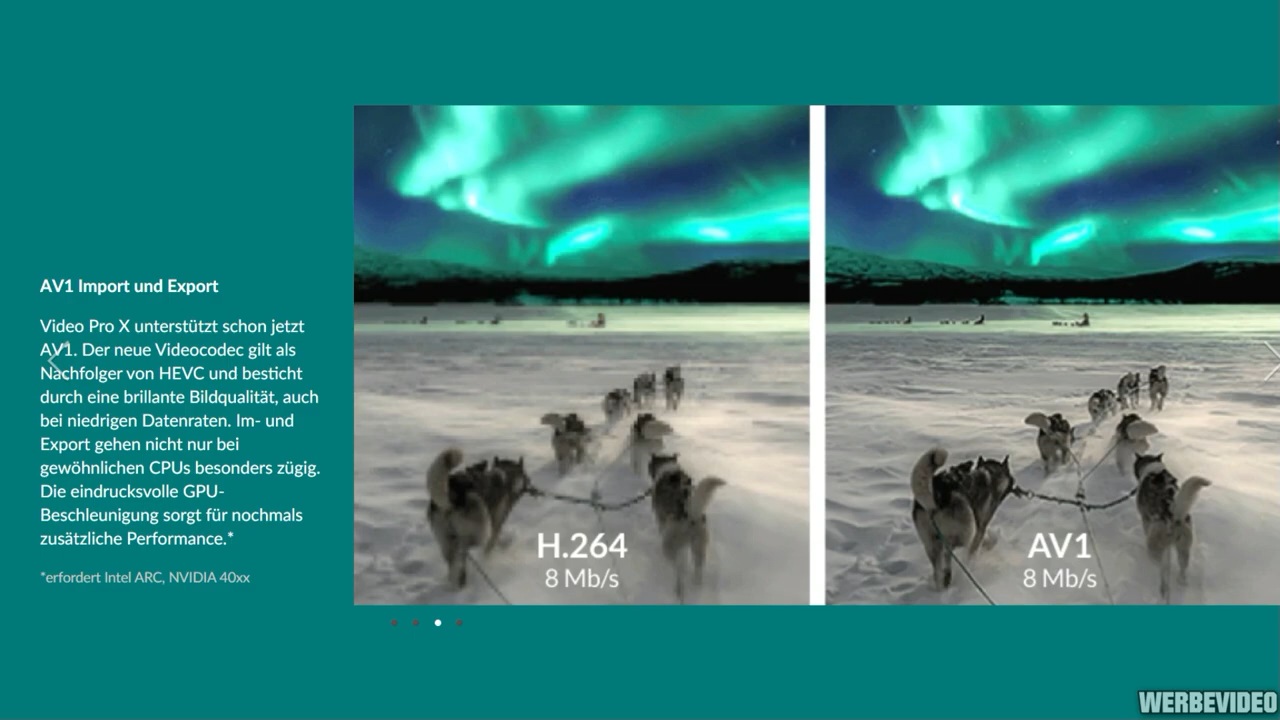 AV1 Import und Export
Video Pro X unterstützt schon jetzt
AV1. Der neue Videocodec gilt als
Nachfolger von HEVC und besticht
durch eine brillante Bildqualität, auch
bei niedrigen Datenraten. Im- und
Export gehen nicht nur bei
gewöhnlichen CPUs besonders zügig.
Die eindrucksvolle GPU-
Beschleunigung sorgt für nochmals
zusätzliche Performance.*
*erfordert Intel ARC, NVIDIA 40xx
H.264
8 Mb/s
AV1
8 Mb/s
WERBEVIDEO